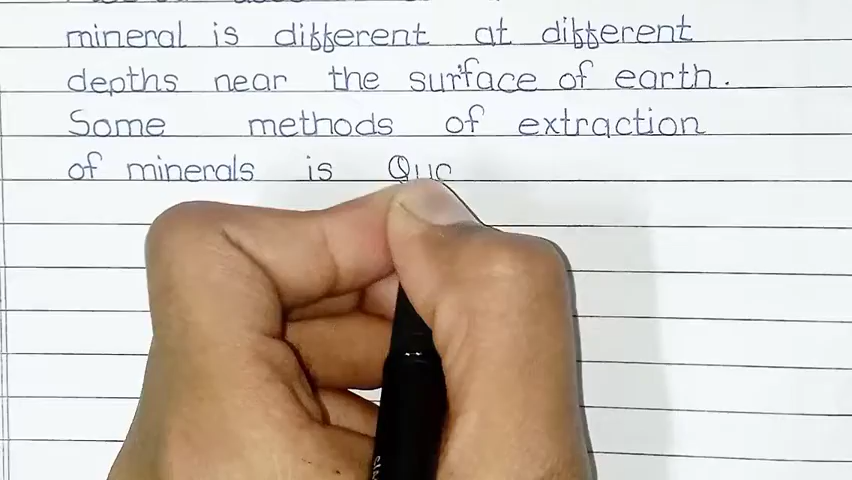 mineral is different at different
depths near the surface of earth.
Some methods of extraction
of minerals is